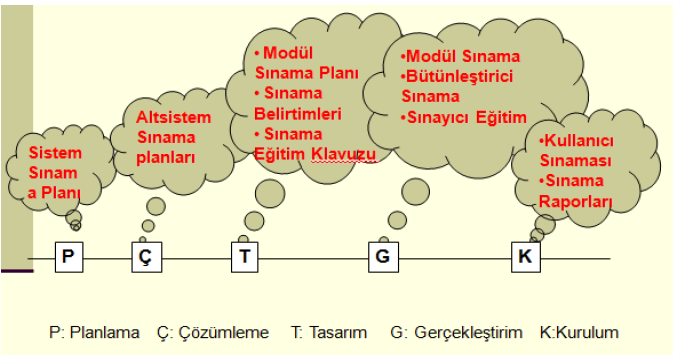 Sistem
Sınam
a Planı
Altsistem
Sınama
planları
• Modül
Sınama Planı
• Sınama
Belirtimleri
• Sınama
Eğitim Klavuzu
•Modül Sınama
•Bütünleştirici
Sınama
•Sınayıcı Eğitim
•Kullanıcı
Sınaması
•Sınama
Raporları
P
Ç
T
G
K
P: Planlama Ç: Çözümleme T: Tasarım G: Gerçekleştirim K:Kurulum